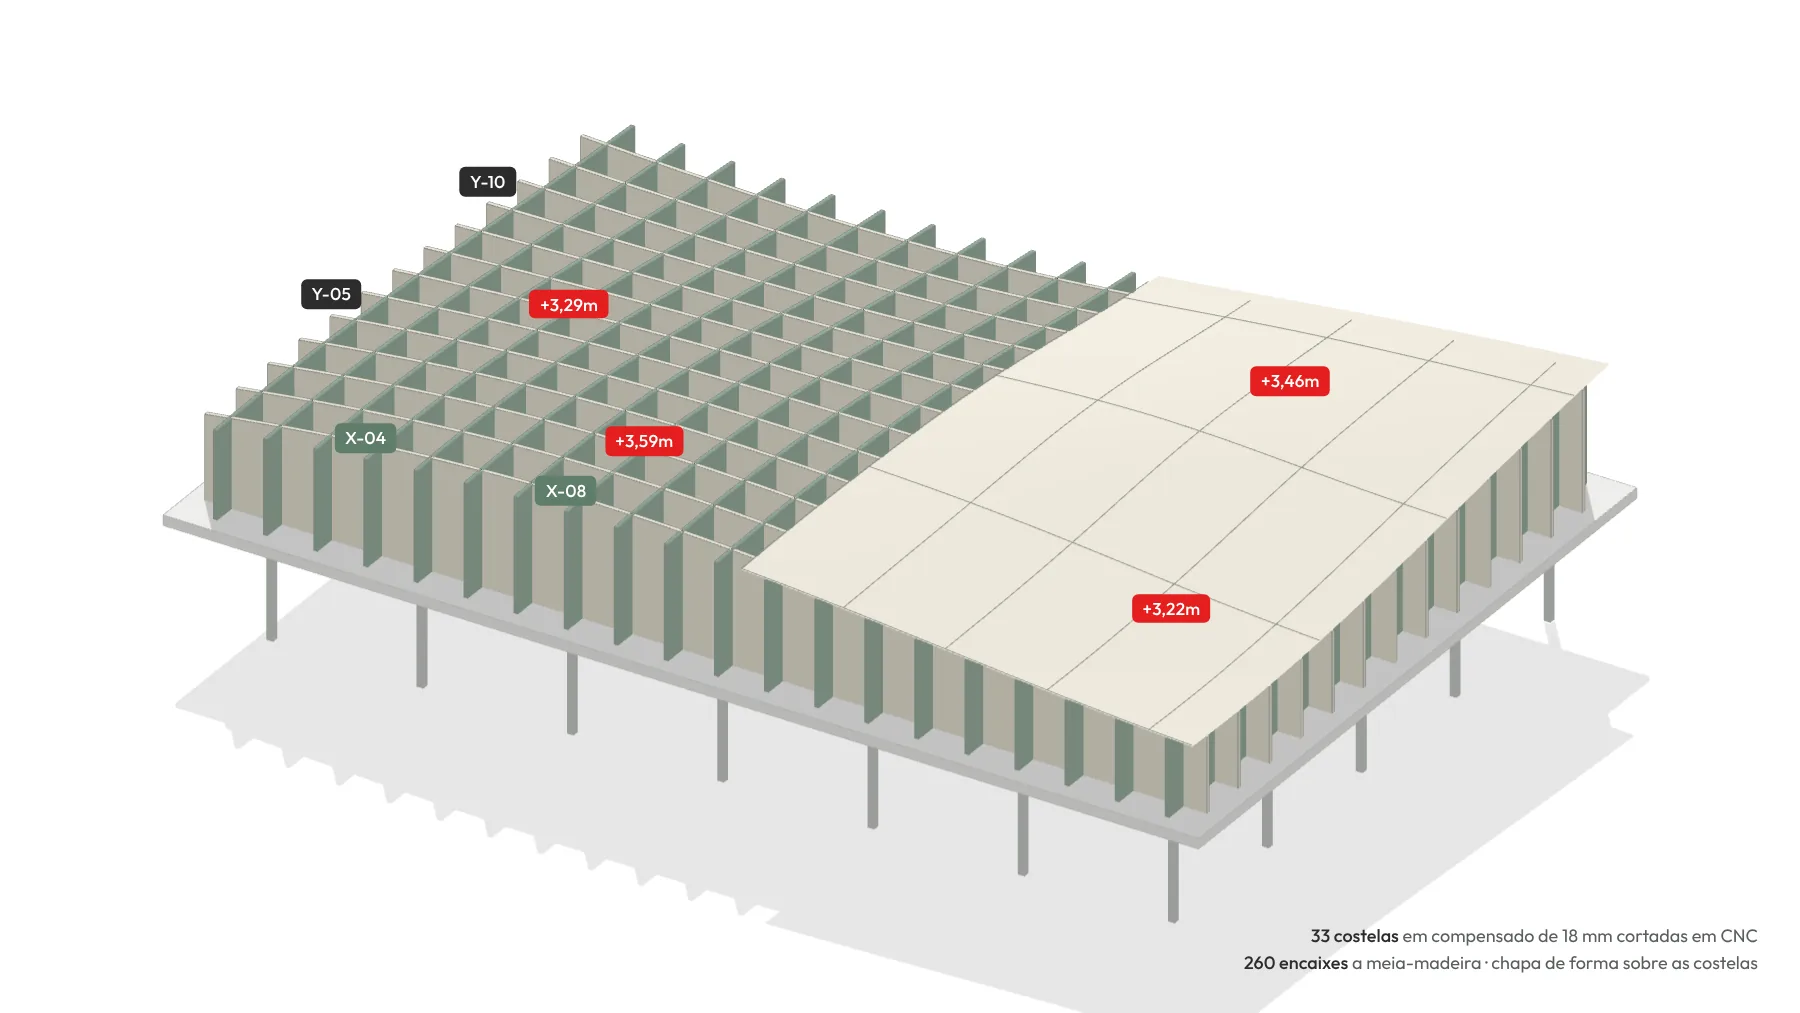 Y-10
Y-05
+3,29m
+3,46m
X-04
+3,59m
X-08
+3,22m
33 costelas em compensado de 18 mm cortadas em CNC
260 encaixes a meia-madeira · chapa de forma sobre as costelas